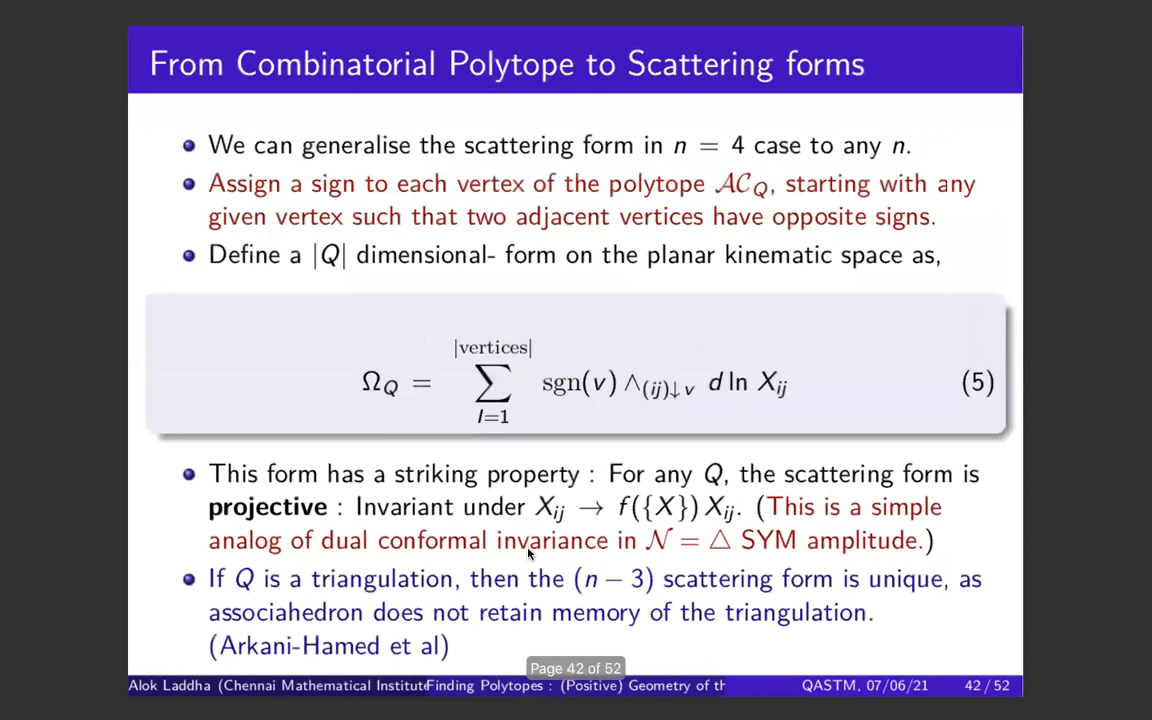 From Combinatorial Polytope to Scattering forms
We can generalise the scattering form in n = 4 case to any n.
Assign a sign to each vertex of the polytope 𝒜𝒞_Q, starting with any
given vertex such that two adjacent vertices have opposite signs.
Define a |Q| dimensional- form on the planar kinematic space as,
Ω_Q = ∑_{I=1}^{|vertices|} sgn(v) ∧_{(ij)↓v} d ln X_{ij} (5)
This form has a striking property : For any Q, the scattering form is
projective : Invariant under X_{ij} → f({X}) X_{ij}. (This is a simple
analog of dual conformal invariance in 𝒩 = △ SYM amplitude.)
If Q is a triangulation, then the (n − 3) scattering form is unique, as
associahedron does not retain memory of the triangulation.
(Arkani-Hamed et al)
Page 42 of 52
Alok Laddha (Chennai Mathematical Institute Finding Polytopes : (Positive) Geometry of th QASTM, 07/06/21 42 / 52